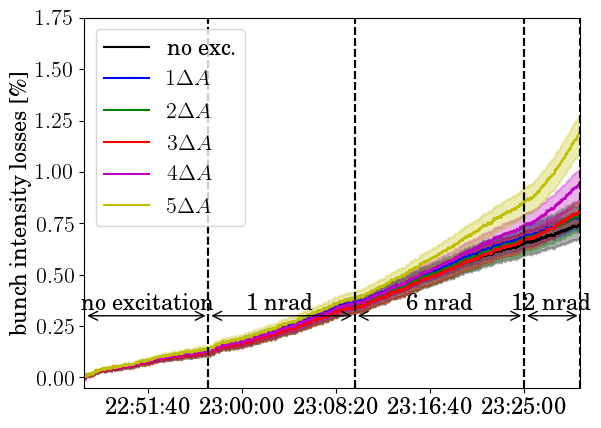 bunch intensity losses [%]
1.75
1.50
1.25
1.00
0.75
0.50
0.25
0.00
no exc.
1ΔA
2ΔA
3ΔA
4ΔA
5ΔA
no excitation
1 nrad
6 nrad
12 nrad
22:51:40
23:00:00
23:08:20
23:16:40
23:25:00